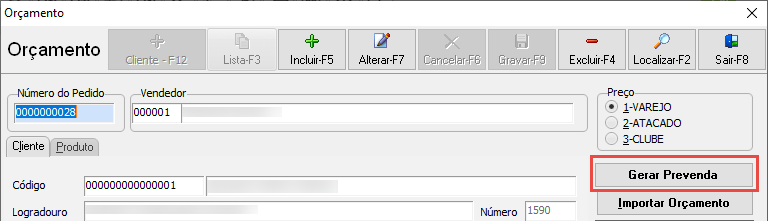 Orçamento
Orçamento
Cliente - F12
Lista-F3
Incluir-F5
Alterar-F7
Cancelar-F6
Gravar-F9
Excluir-F4
Localizar-F2
Sair-F8
Número do Pedido
0000000028
Vendedor
000001
Preço
1-VAREJO
2-ATACADO
3-CLUBE
Cliente
Produto
Código
000000000000001
Gerar Prevenda
Logradouro
Número
1590
Importar Orçamento